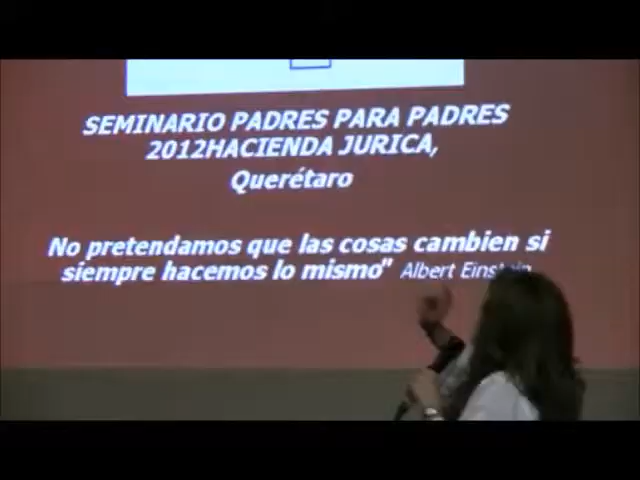 SEMINARIO PADRES PARA PADRES
2012HACIENDA JURICA,
Querétaro
No pretendamos que las cosas cambien si
siempre hacemos lo mismo" Albert Einstein